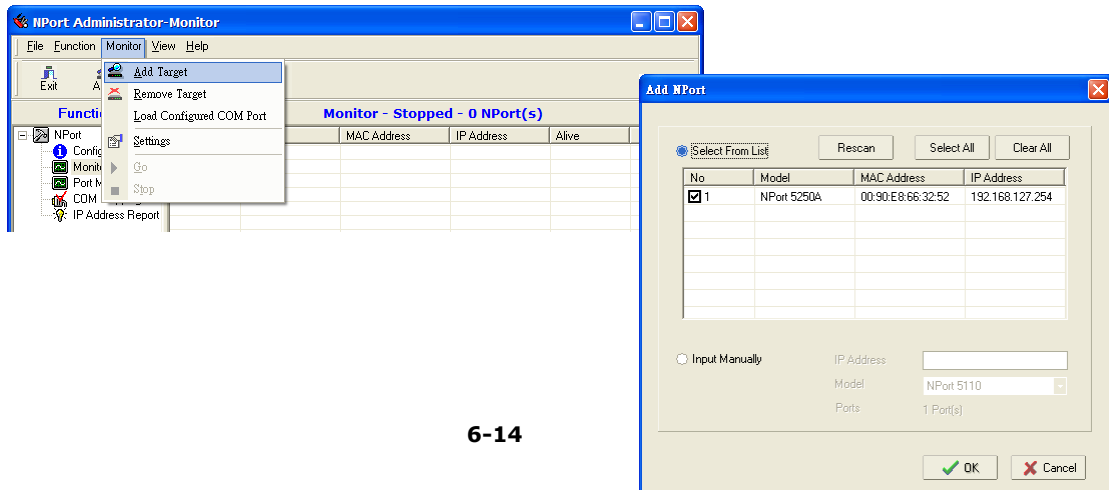 NPort Administrator-Monitor
File Function Monitor View Help
Exit
Add Target
Remove Target
Load Configured COM Port
Settings
Go
Stop
Monitor - Stopped - 0 NPort(s)
MAC Address IP Address Alive
NPort
COM
IP Address Report
Add NPort
Select From List Rescan Select All Clear All
No Model MAC Address IP Address
1 NPort 5250A 00:90:E8:66:32:52 192.168.127.254
Input Manually IP Address
Model NPort 5110
Ports 1 Port(s)
OK Cancel
6-14